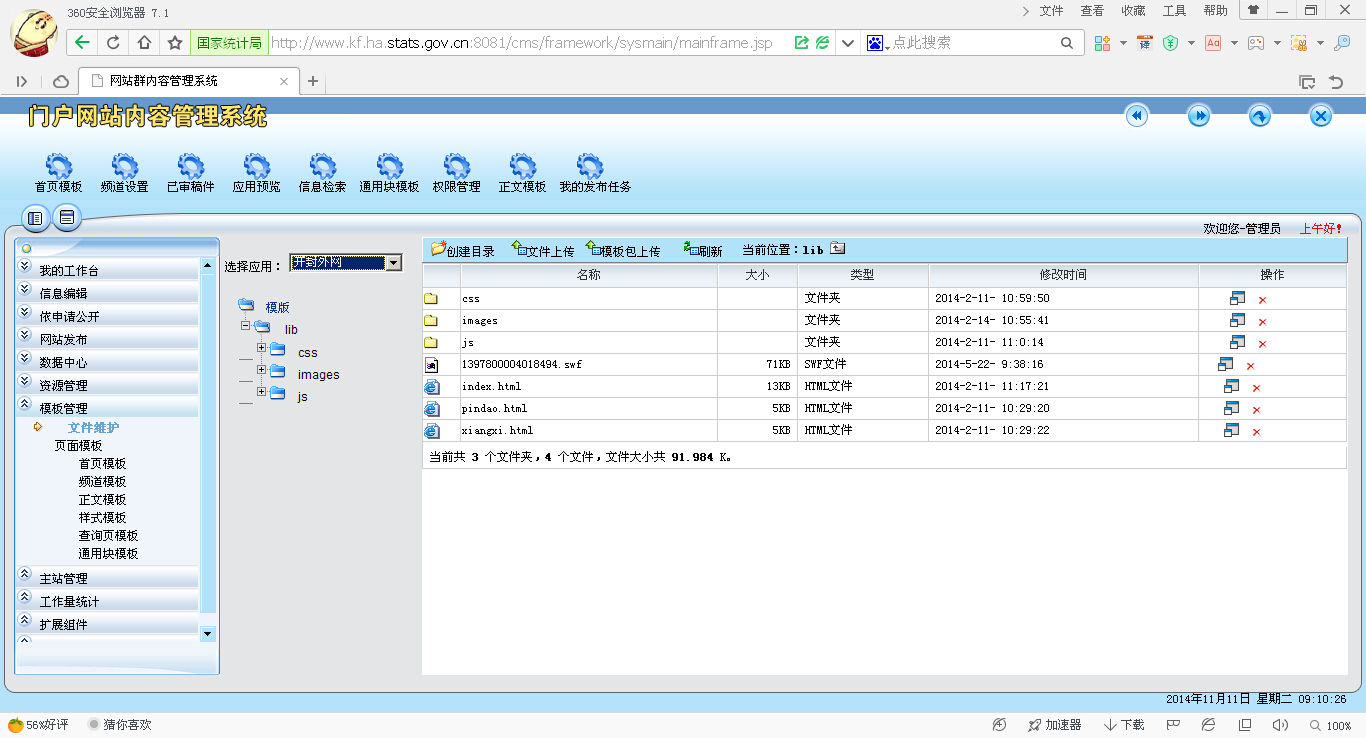 360安全浏览器 7.1
文件 查看 收藏 工具 帮助
国家统计局 http://www.kf.ha.stats.gov.cn:8081/cms/framework/sysmain/mainframe.jsp 点此搜索
网站群内容管理系统
门户网站内容管理系统
首页模板 频道设置 已审稿件 应用预览 信息检索 通用块模板 权限管理 正文模板 我的发布任务
欢迎您-管理员 上午好!
我的工作台
信息编辑
依申请公开
网站发布
数据中心
资源管理
模板管理
文件维护
页面模板
首页模板
频道模板
正文模板
样式模板
查询页模板
通用块模板
主站管理
工作量统计
扩展组件
选择应用： 开封外网
模版
lib
css
images
js
创建目录 文件上传 模板包上传 刷新 当前位置：lib
名称 大小 类型 修改时间 操作
css 文件夹 2014-2-11- 10:59:50
images 文件夹 2014-2-14- 10:55:41
js 文件夹 2014-2-11- 11:0:14
1397800004018494.swf 71KB SWF文件 2014-5-22- 9:38:16
index.html 13KB HTML文件 2014-2-11- 11:17:21
pindao.html 5KB HTML文件 2014-2-11- 10:29:20
xiangxi.html 5KB HTML文件 2014-2-11- 10:29:22
当前共 3 个文件夹，4 个文件，文件大小共 91.984 K。
2014年11月11日 星期二 09:10:26
56%好评 猜你喜欢 加速器 下载 100%